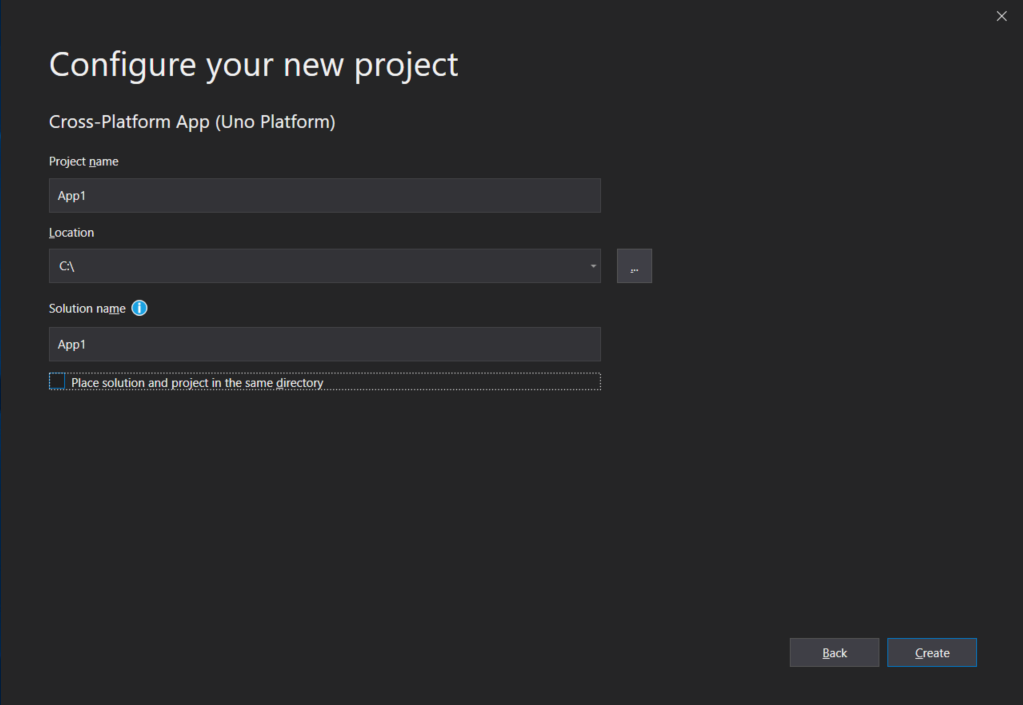 Configure your new project
Cross-Platform App (Uno Platform)
Project name
App1
Location
C:\
...
Solution name
App1
Place solution and project in the same directory
Back
Create